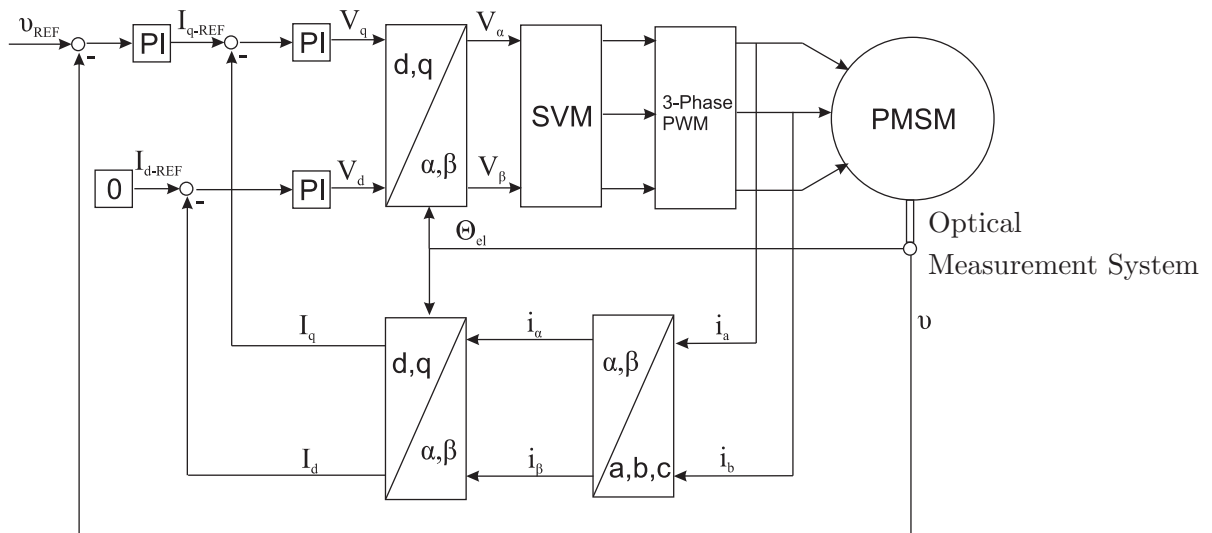 υREF
PI
Iq-REF
PI
Vq
d,q
α,β
Vα
Vβ
SVM
3-Phase
PWM
PMSM
0
Id-REF
PI
Vd
Θel
Optical
Measurement System
Iq
d,q
α,β
iα
α,β
a,b,c
ia
υ
Id
iβ
ib
-
-
-